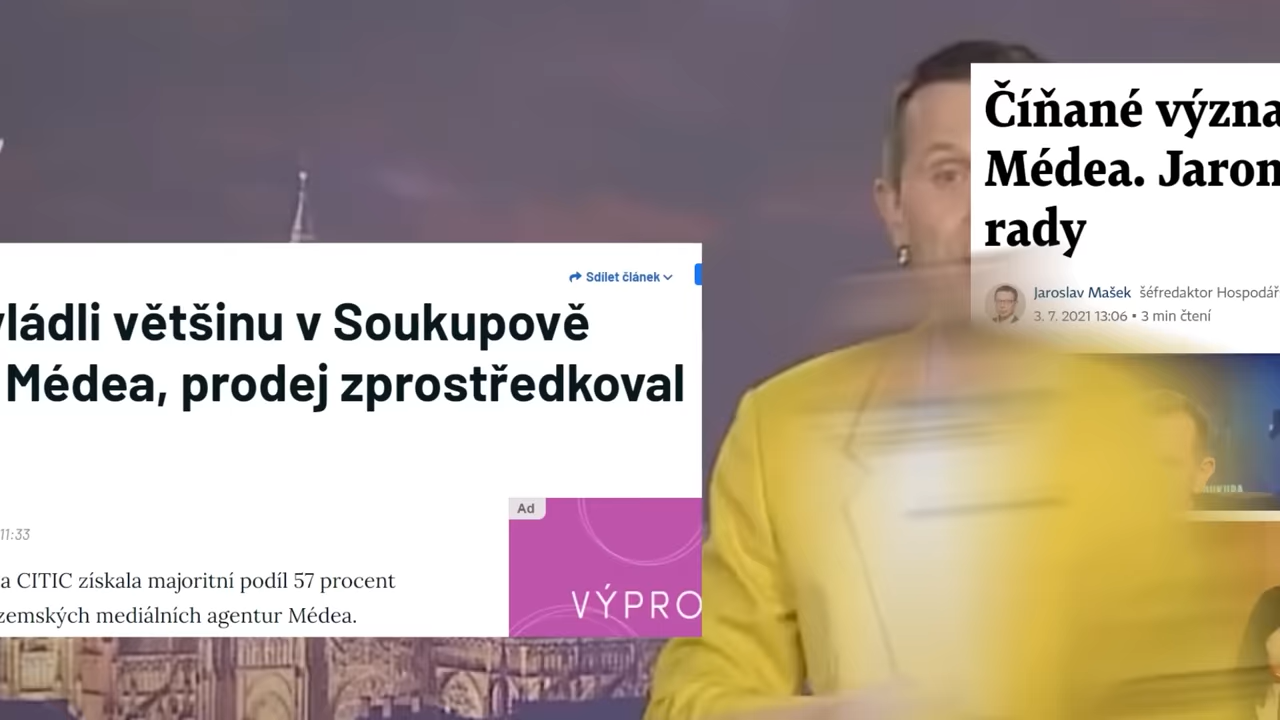 Sdílet článek
vládli většinu v Soukupově
Médea, prodej zprostředkoval
11:33
Ad
a CITIC získala majoritní podíl 57 procent
zemských mediálních agentur Médea.
VÝPRO
Číňané význa
Médea. Jarom
rady
Jaroslav Mašek šéfredaktor Hospodář
3. 7. 2021 13:06 • 3 min čtení